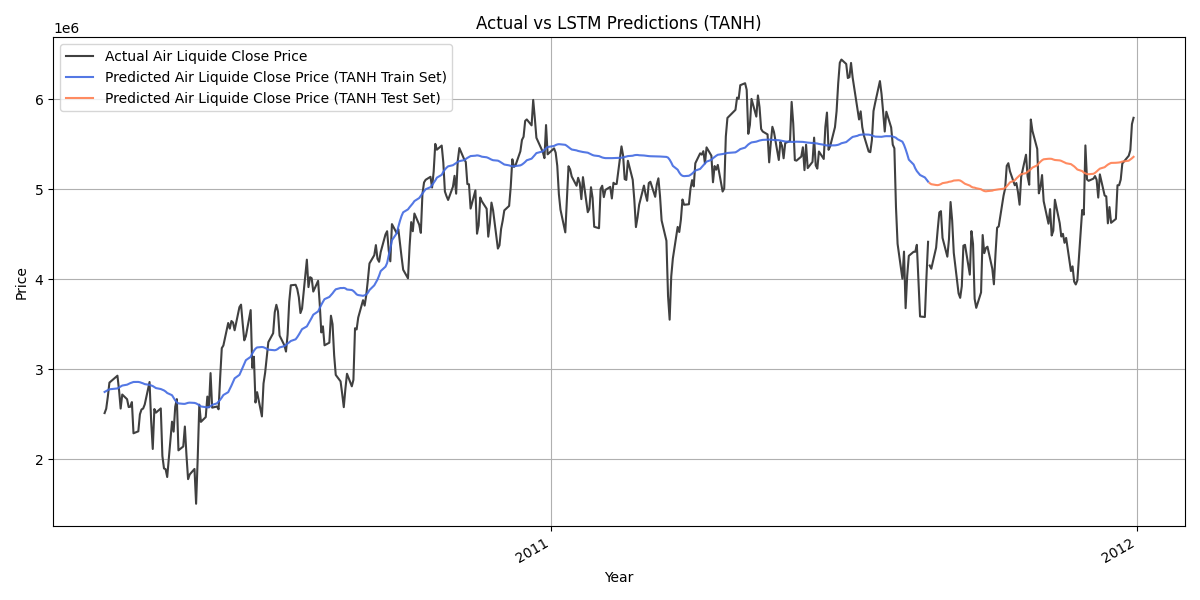 Actual vs LSTM Predictions (TANH)
1e6
Actual Air Liquide Close Price
Predicted Air Liquide Close Price (TANH Train Set)
Predicted Air Liquide Close Price (TANH Test Set)
6
5
4
3
2
Price
2011
2012
Year